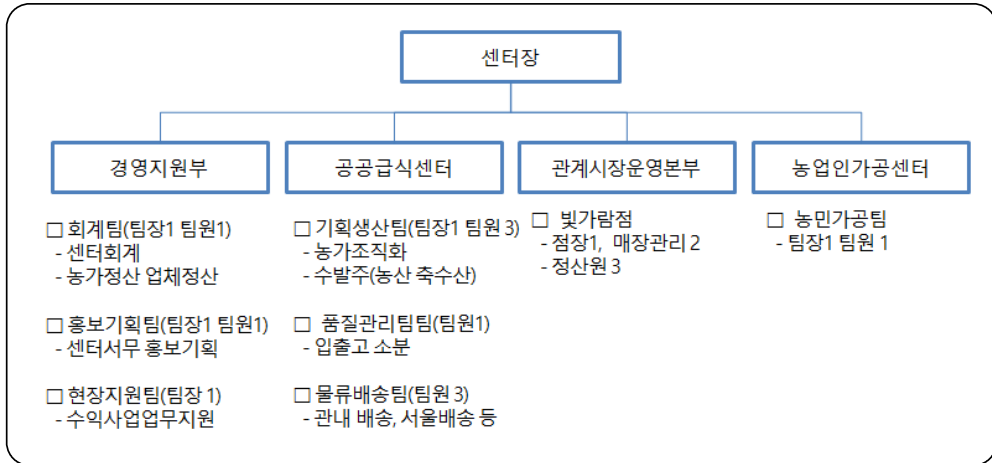 센터장
경영지원부
공공급식센터
관계시장운영본부
농업인가공센터
□ 회계팀(팀장1 팀원1)
- 센터회계
- 농가정산 업체정산
□ 홍보기획팀(팀장1 팀원1)
- 센터서무 홍보기획
□ 현장지원팀(팀장 1)
- 수익사업업무지원
□ 기획생산팀(팀장1 팀원 3)
- 농가조직화
- 수발주(농산 축수산)
□ 품질관리팀팀(팀원1)
- 입출고 소분
□ 물류배송팀(팀원 3)
- 관내 배송, 서울배송 등
□ 빛가람점
- 점장1, 매장관리 2
- 정산원 3
□ 농민가공팀
- 팀장1 팀원 1